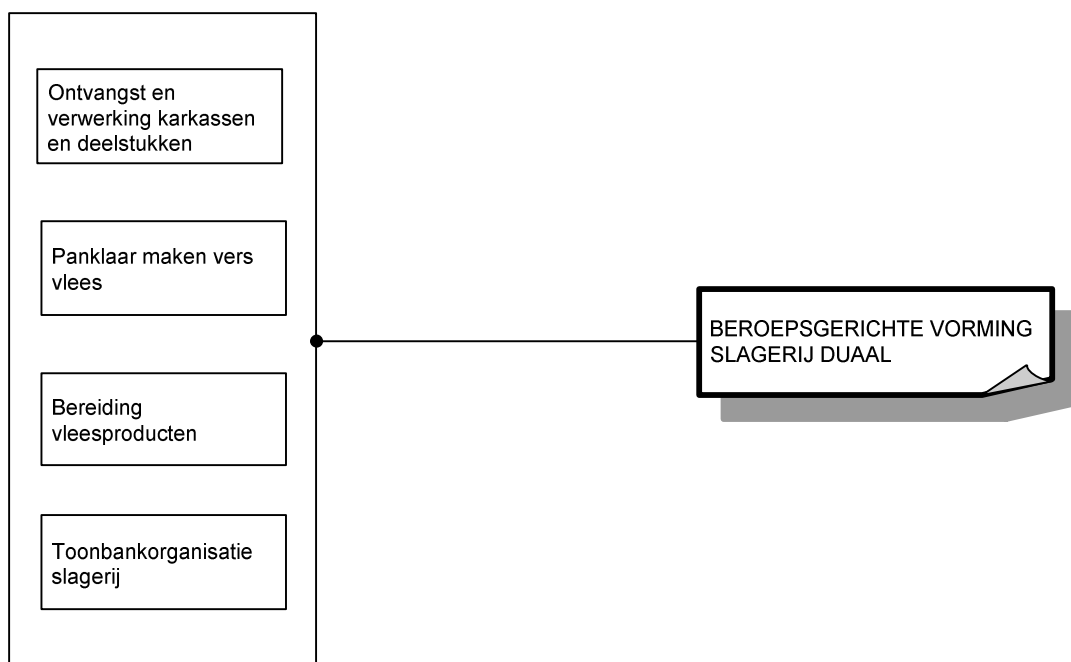 Ontvangst en
verwerking karkassen
en deelstukken
Panklaar maken vers
vlees
Bereiding
vleesproducten
Toonbankorganisatie
slagerij
BEROEPSGERICHTE VORMING
SLAGERIJ DUAAL